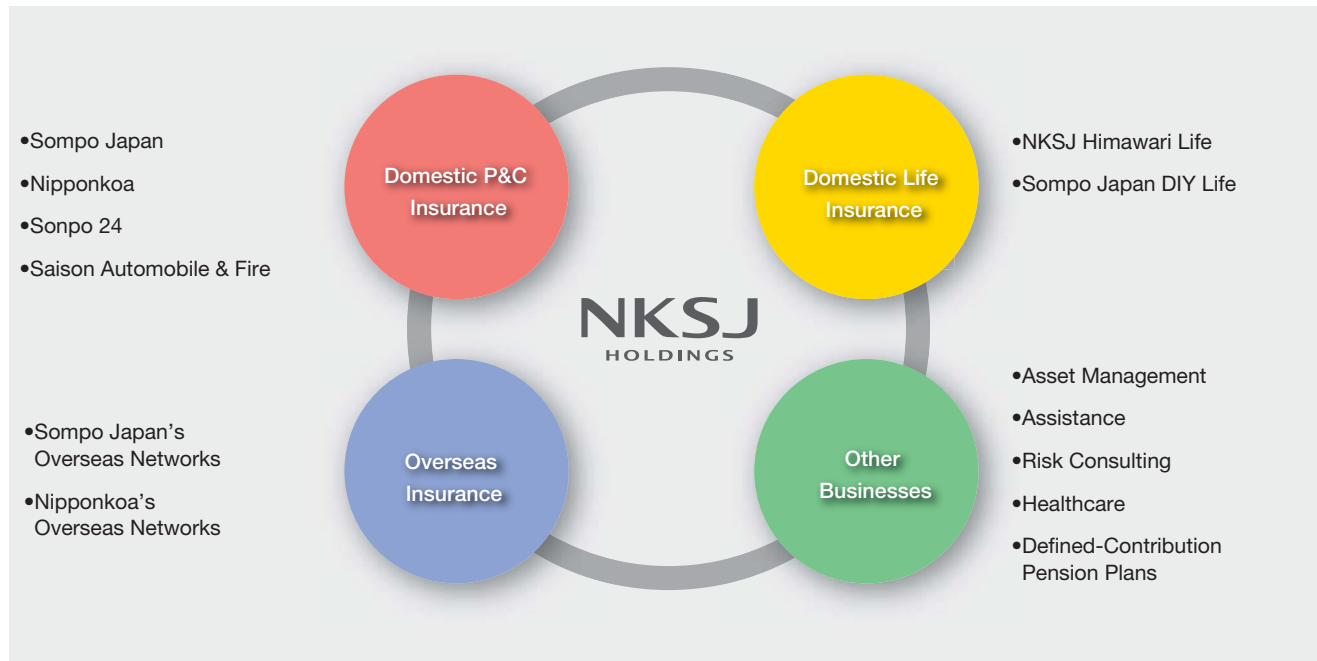 •Sompo Japan
•Nipponkoa
•Sonpo 24
•Saison Automobile & Fire
Domestic P&C
Insurance
Domestic Life
Insurance
•NKSJ Himawari Life
•Sompo Japan DIY Life
NKSJ
HOLDINGS
•Sompo Japan’s
Overseas Networks
•Nipponkoa’s
Overseas Networks
Overseas
Insurance
Other
Businesses
•Asset Management
•Assistance
•Risk Consulting
•Healthcare
•Defined-Contribution
Pension Plans